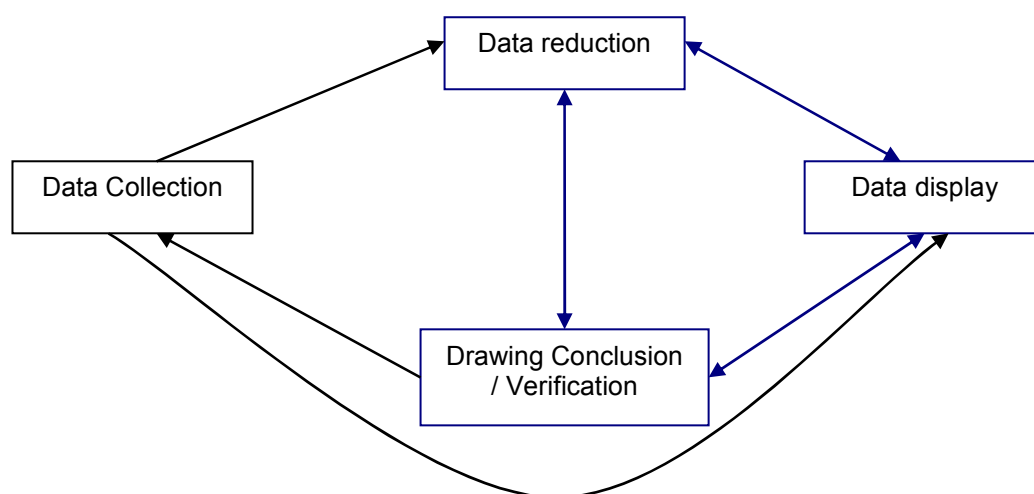 Data reduction
Data Collection
Data display
Drawing Conclusion
/ Verification